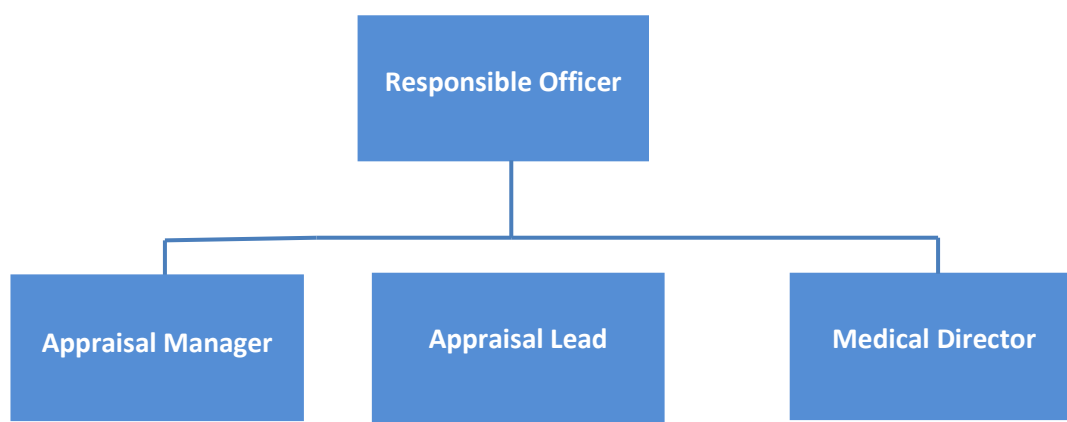 Responsible Officer
Appraisal Manager
Appraisal Lead
Medical Director